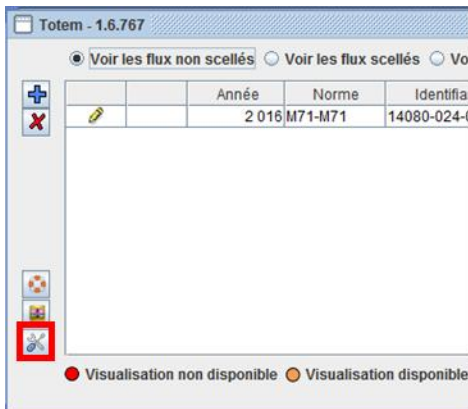 Totem - 1.6.767
Voir les flux non scellés Voir les flux scellés Vo
Année Norme Identifia
2 016 M71-M71 14080-024-
Visualisation non disponible Visualisation disponible